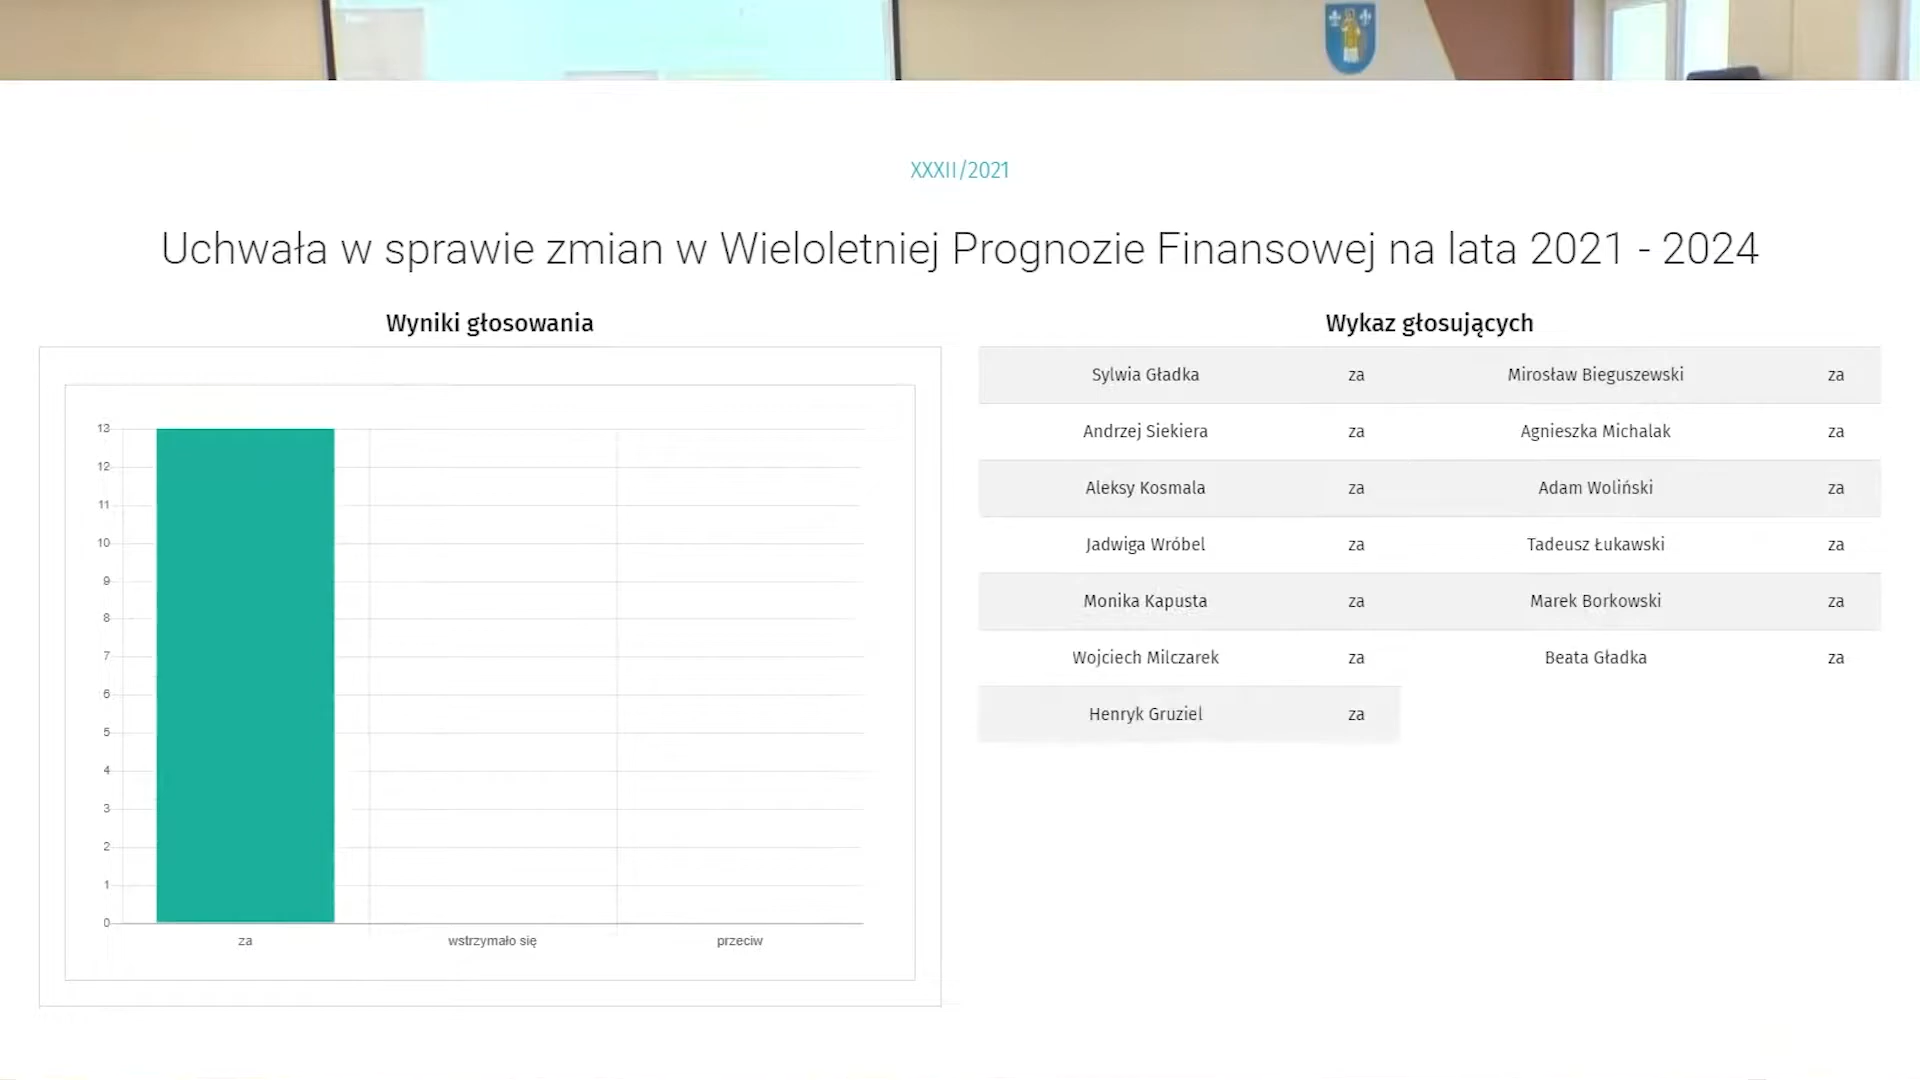 XXXII/2021
Uchwała w sprawie zmian w Wieloletniej Prognozie Finansowej na lata 2021 - 2024
Wyniki głosowania
13
12
11
10
9
8
7
6
5
4
3
2
1
0
za wstrzymało się przeciw
Wykaz głosujących
Sylwia Gładka za Mirosław Bieguszewski za
Andrzej Siekiera za Agnieszka Michalak za
Aleksy Kosmala za Adam Woliński za
Jadwiga Wróbel za Tadeusz Łukawski za
Monika Kapusta za Marek Borkowski za
Wojciech Milczarek za Beata Gładka za
Henryk Gruziel za